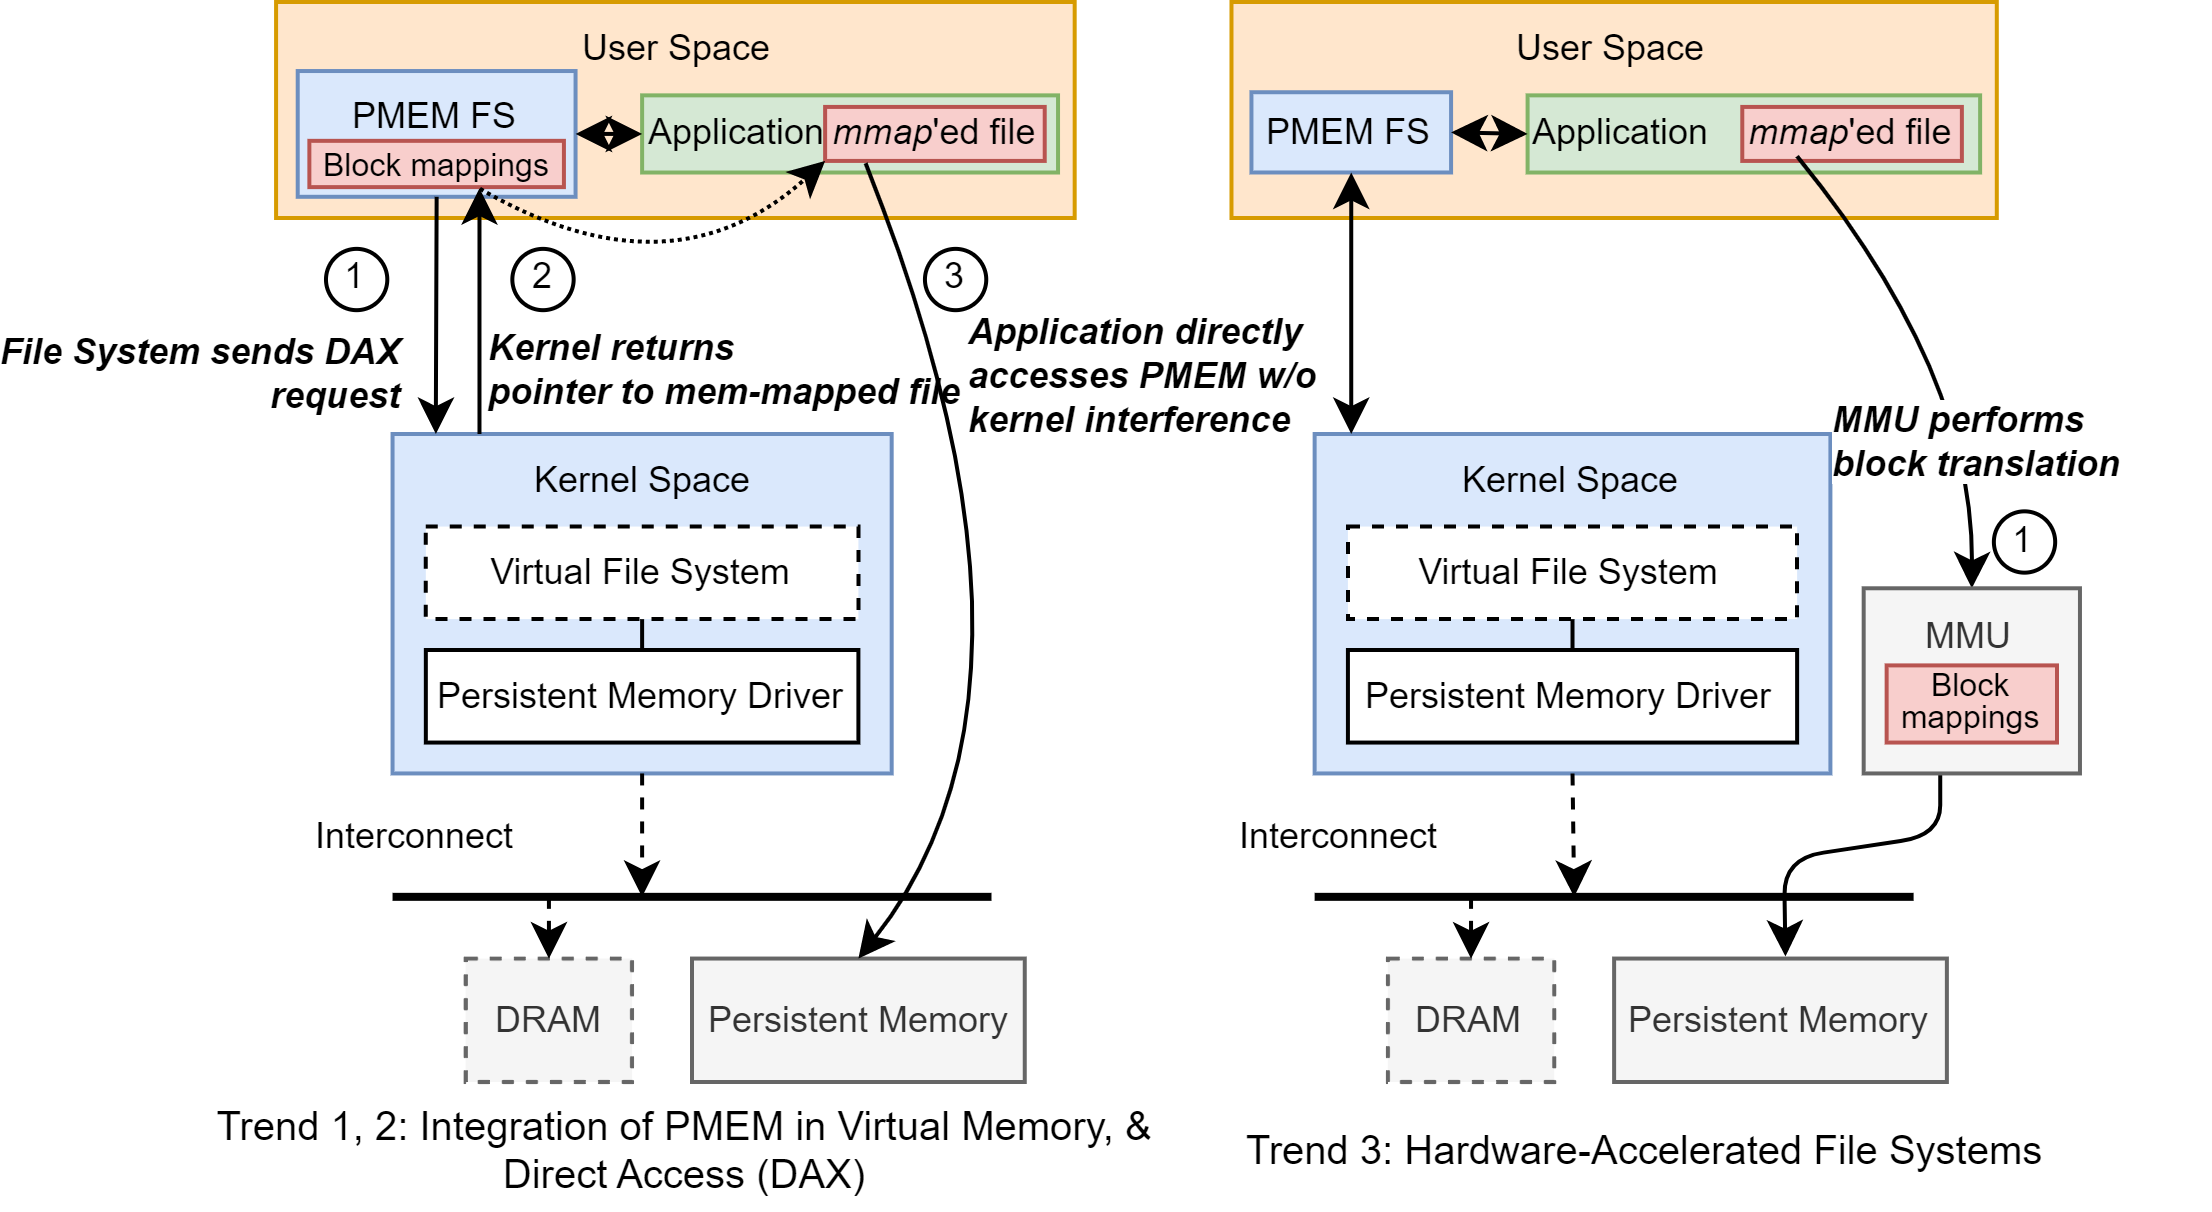 User Space
PMEM FS
Block mappings
Application
mmap'ed file
1
File System sends DAX
request
2
Kernel returns
pointer to mem-mapped file
3
Application directly
accesses PMEM w/o
kernel interference
Kernel Space
Virtual File System
Persistent Memory Driver
Interconnect
DRAM
Persistent Memory
Trend 1, 2: Integration of PMEM in Virtual Memory, &
Direct Access (DAX)
User Space
PMEM FS
Application
mmap'ed file
MMU performs
block translation
1
Kernel Space
Virtual File System
Persistent Memory Driver
MMU
Block
mappings
Interconnect
DRAM
Persistent Memory
Trend 3: Hardware-Accelerated File Systems